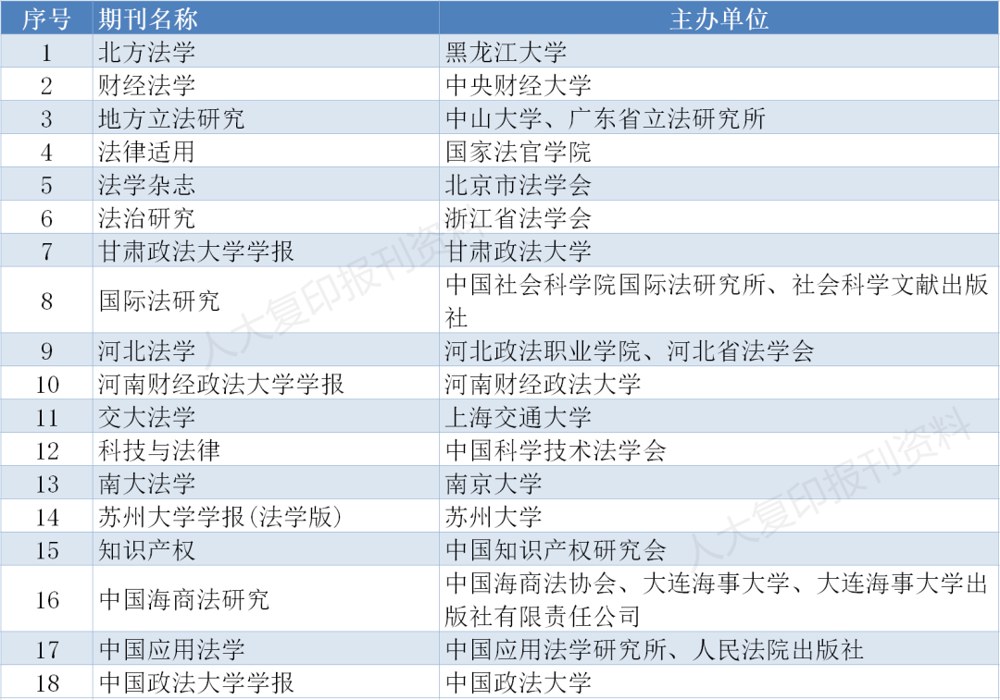 序号 期刊名称 主办单位
1 北方法学 黑龙江大学
2 财经法学 中央财经大学
3 地方立法研究 中山大学、广东省立法研究所
4 法律适用 国家法官学院
5 法学杂志 北京市法学会
6 法治研究 浙江省法学会
7 甘肃政法大学学报 甘肃政法大学
8 国际法研究 中国社会科学院国际法研究所、社会科学文献出版
社
9 河北法学 河北政法职业学院、河北省法学会
10 河南财经政法大学学报 河南财经政法大学
11 交大法学 上海交通大学
12 科技与法律 中国科学技术法学会
13 南大法学 南京大学
14 苏州大学学报(法学版) 苏州大学
15 知识产权 中国知识产权研究会
16 中国海商法研究 中国海商法协会、大连海事大学、大连海事大学出
版社有限责任公司
17 中国应用法学 中国应用法学研究所、人民法院出版社
18 中国政法大学学报 中国政法大学
人大复印报刊资料
人大复印报刊资料